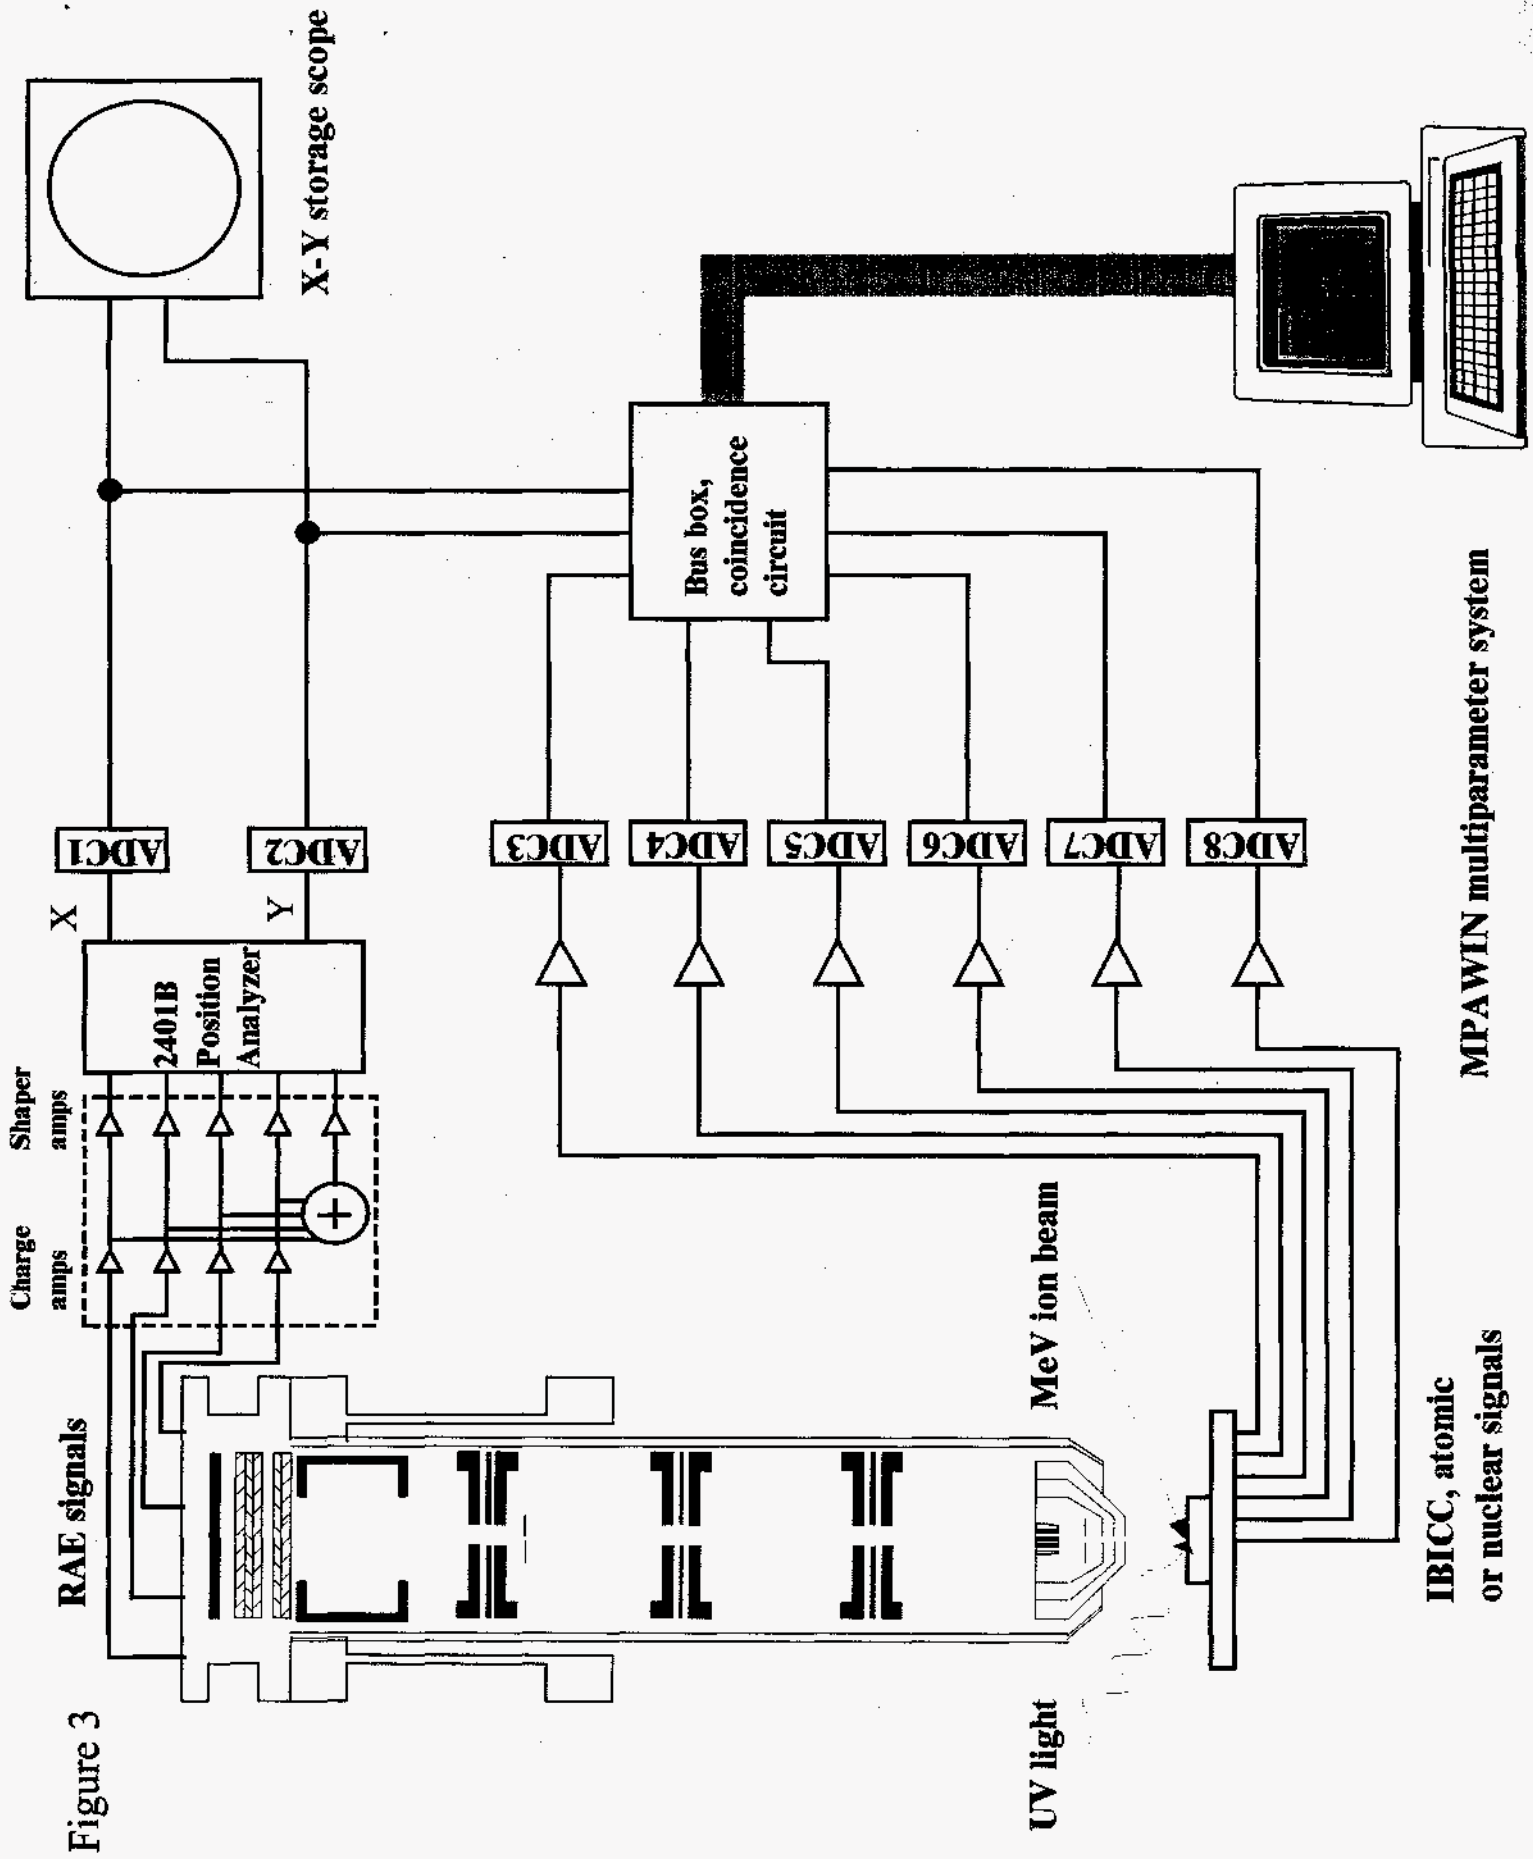 Figure 3
RAE signals
Charge
amps
Shaper
amps
2401B
Position
Analyzer
X
Y
ADC1
ADC2
X-Y storage scope
ADC3
ADC4
ADC5
ADC6
ADC7
ADC8
Bus box,
coincidence
circuit
UV light
MeV ion beam
IBICC, atomic
or nuclear signals
MPAWIN multiparameter system